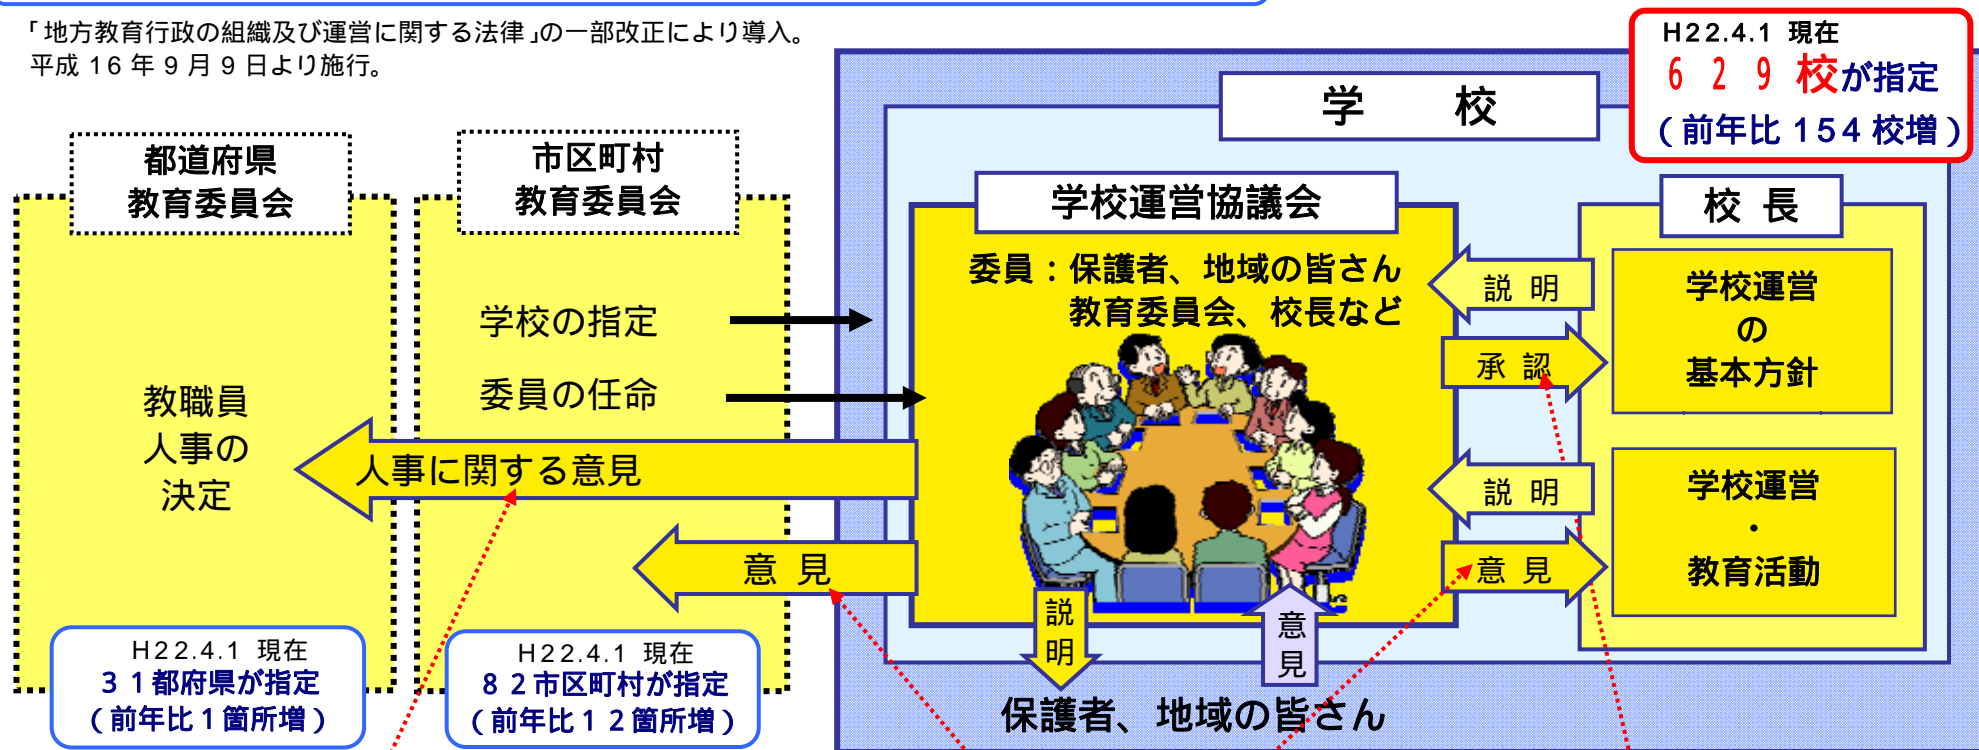 「地方教育行政の組織及び運営に関する法律」の一部改正により導入。
平成16年9月9日より施行。
H22.4.1 現在
629校が指定
(前年比154校増)
学　校
都道府県
教育委員会
教職員
人事の
決定
H22.4.1 現在
31都府県が指定
(前年比1箇所増)
市区町村
教育委員会
学校の指定
委員の任命
人事に関する意見
意見
H22.4.1 現在
82市区町村が指定
(前年比12箇所増)
学校運営協議会
委員：保護者、地域の皆さん
教育委員会、校長など
説明
意見
保護者、地域の皆さん
説明
承認
説明
意見
校長
学校運営
の
基本方針
学校運営
・
教育活動